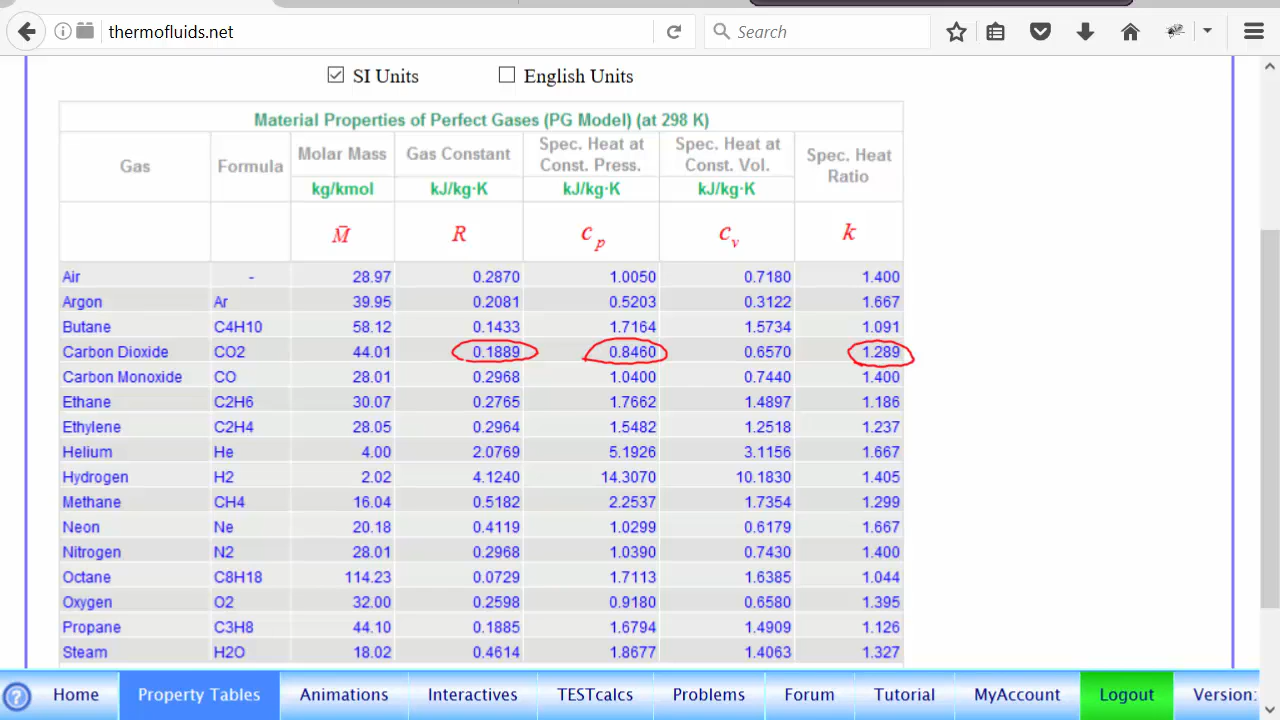 thermofluids.net
Search
SI Units English Units
Material Properties of Perfect Gases (PG Model) (at 298 K)
Gas Formula Molar Mass Gas Constant Spec. Heat at Const. Press. Spec. Heat at Const. Vol. Spec. Heat Ratio
kg/kmol kJ/kg·K kJ/kg·K kJ/kg·K
M̄ R c p c v k
Air - 28.97 0.2870 1.0050 0.7180 1.400
Argon Ar 39.95 0.2081 0.5203 0.3122 1.667
Butane C4H10 58.12 0.1433 1.7164 1.5734 1.091
Carbon Dioxide CO2 44.01 0.1889 0.8460 0.6570 1.289
Carbon Monoxide CO 28.01 0.2968 1.0400 0.7440 1.400
Ethane C2H6 30.07 0.2765 1.7662 1.4897 1.186
Ethylene C2H4 28.05 0.2964 1.5482 1.2518 1.237
Helium He 4.00 2.0769 5.1926 3.1156 1.667
Hydrogen H2 2.02 4.1240 14.3070 10.1830 1.405
Methane CH4 16.04 0.5182 2.2537 1.7354 1.299
Neon Ne 20.18 0.4119 1.0299 0.6179 1.667
Nitrogen N2 28.01 0.2968 1.0390 0.7430 1.400
Octane C8H18 114.23 0.0729 1.7113 1.6385 1.044
Oxygen O2 32.00 0.2598 0.9180 0.6580 1.395
Propane C3H8 44.10 0.1885 1.6794 1.4909 1.126
Steam H2O 18.02 0.4614 1.8677 1.4063 1.327
? Home Property Tables Animations Interactives TESTcalcs Problems Forum Tutorial MyAccount Logout Version: